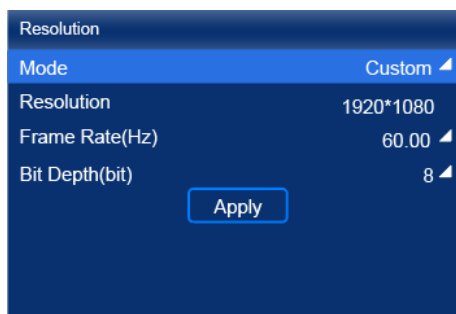 Resolution
Mode Custom
Resolution 1920*1080
Frame Rate(Hz) 60.00
Bit Depth(bit) 8
Apply